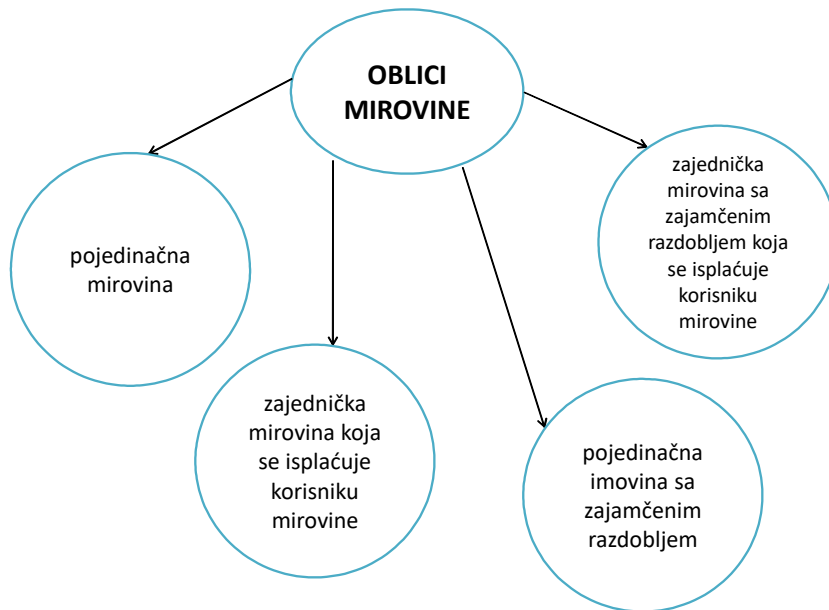 OBLICI
MIROVINE
pojedinačna
mirovina
zajednička
mirovina koja
se isplaćuje
korisniku
mirovine
pojedinačna
imovina sa
zajamčenim
razdobljem
zajednička
mirovina sa
zajamčenim
razdobljem koja
se isplaćuje
korisniku
mirovine